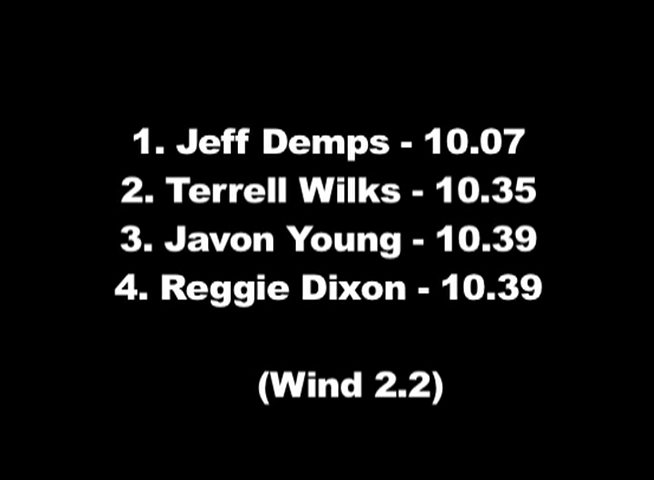 1. Jeff Demps - 10.07
2. Terrell Wilks - 10.35
3. Javon Young - 10.39
4. Reggie Dixon - 10.39
(Wind 2.2)